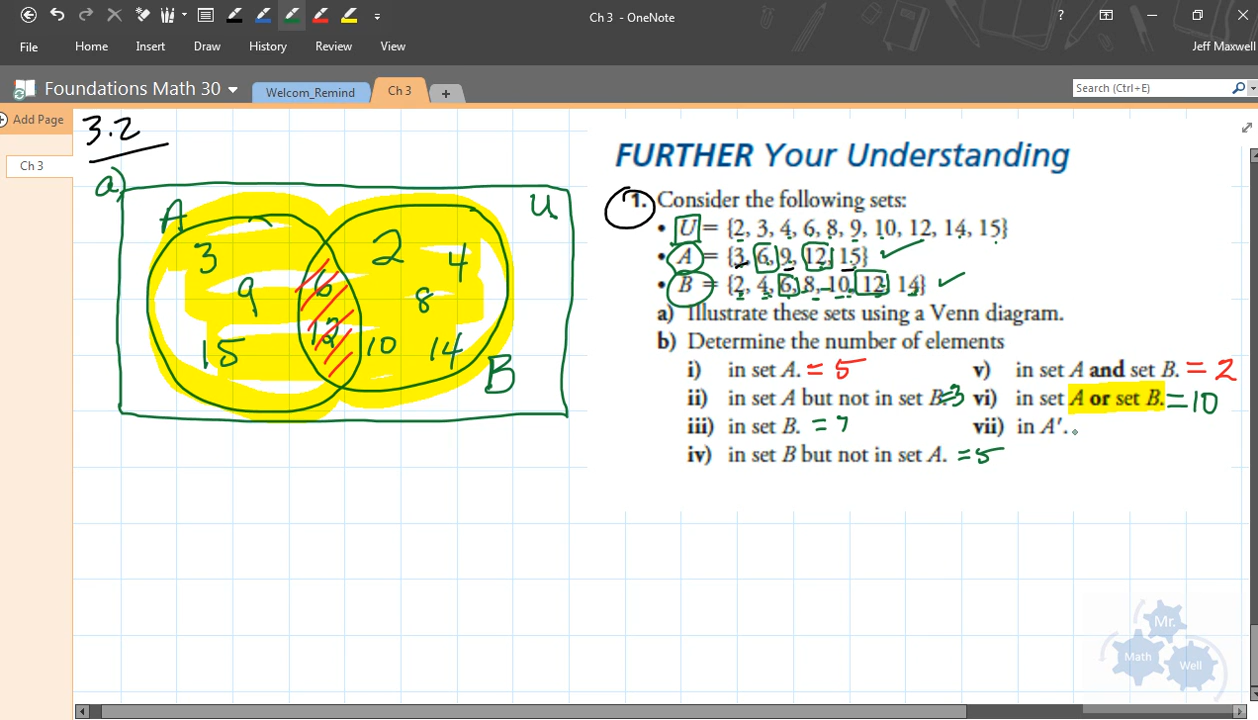 Ch 3 - OneNote
?
File Home Insert Draw History Review View
Jeff Maxwell
Foundations Math 30
Welcom_Remind
Ch 3
+
Search (Ctrl+E)
Add Page
Ch 3
3.2
a)
A
U
3
9
15
6
12
2
4
8
10
14
B
FURTHER Your Understanding
1. Consider the following sets:
• U = {2, 3, 4, 6, 8, 9, 10, 12, 14, 15}
• A = {3, 6, 9, 12, 15}
• B = {2, 4, 6, 8, 10, 12, 14}
a) Illustrate these sets using a Venn diagram.
b) Determine the number of elements
i) in set A. = 5
ii) in set A but not in set B. =3
iii) in set B. = 7
iv) in set B but not in set A. = 5
v) in set A and set B. = 2
vi) in set A or set B. = 10
vii) in A′.
Mr.
Math
Well